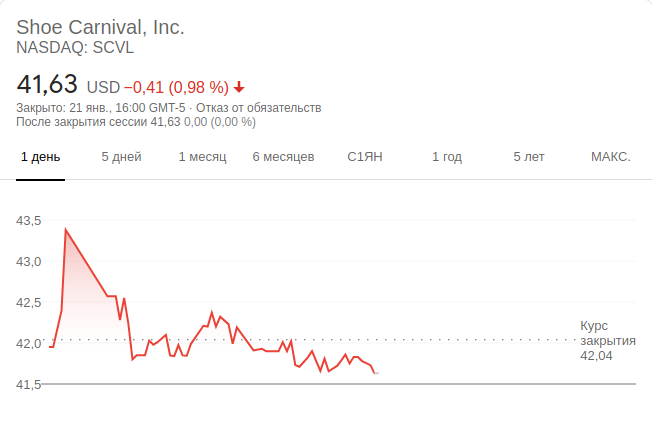 Shoe Carnival, Inc.
NASDAQ: SCVL
41,63 USD −0,41 (0,98 %)
Закрыто: 21 янв., 16:00 GMT-5 · Отказ от обязательств
После закрытия сессии 41,63 0,00 (0,00 %)
1 день 5 дней 1 месяц 6 месяцев С1ЯН 1 год 5 лет МАКС.
43,5
43,0
42,5
42,0
41,5
Курс
закрытия
42,04